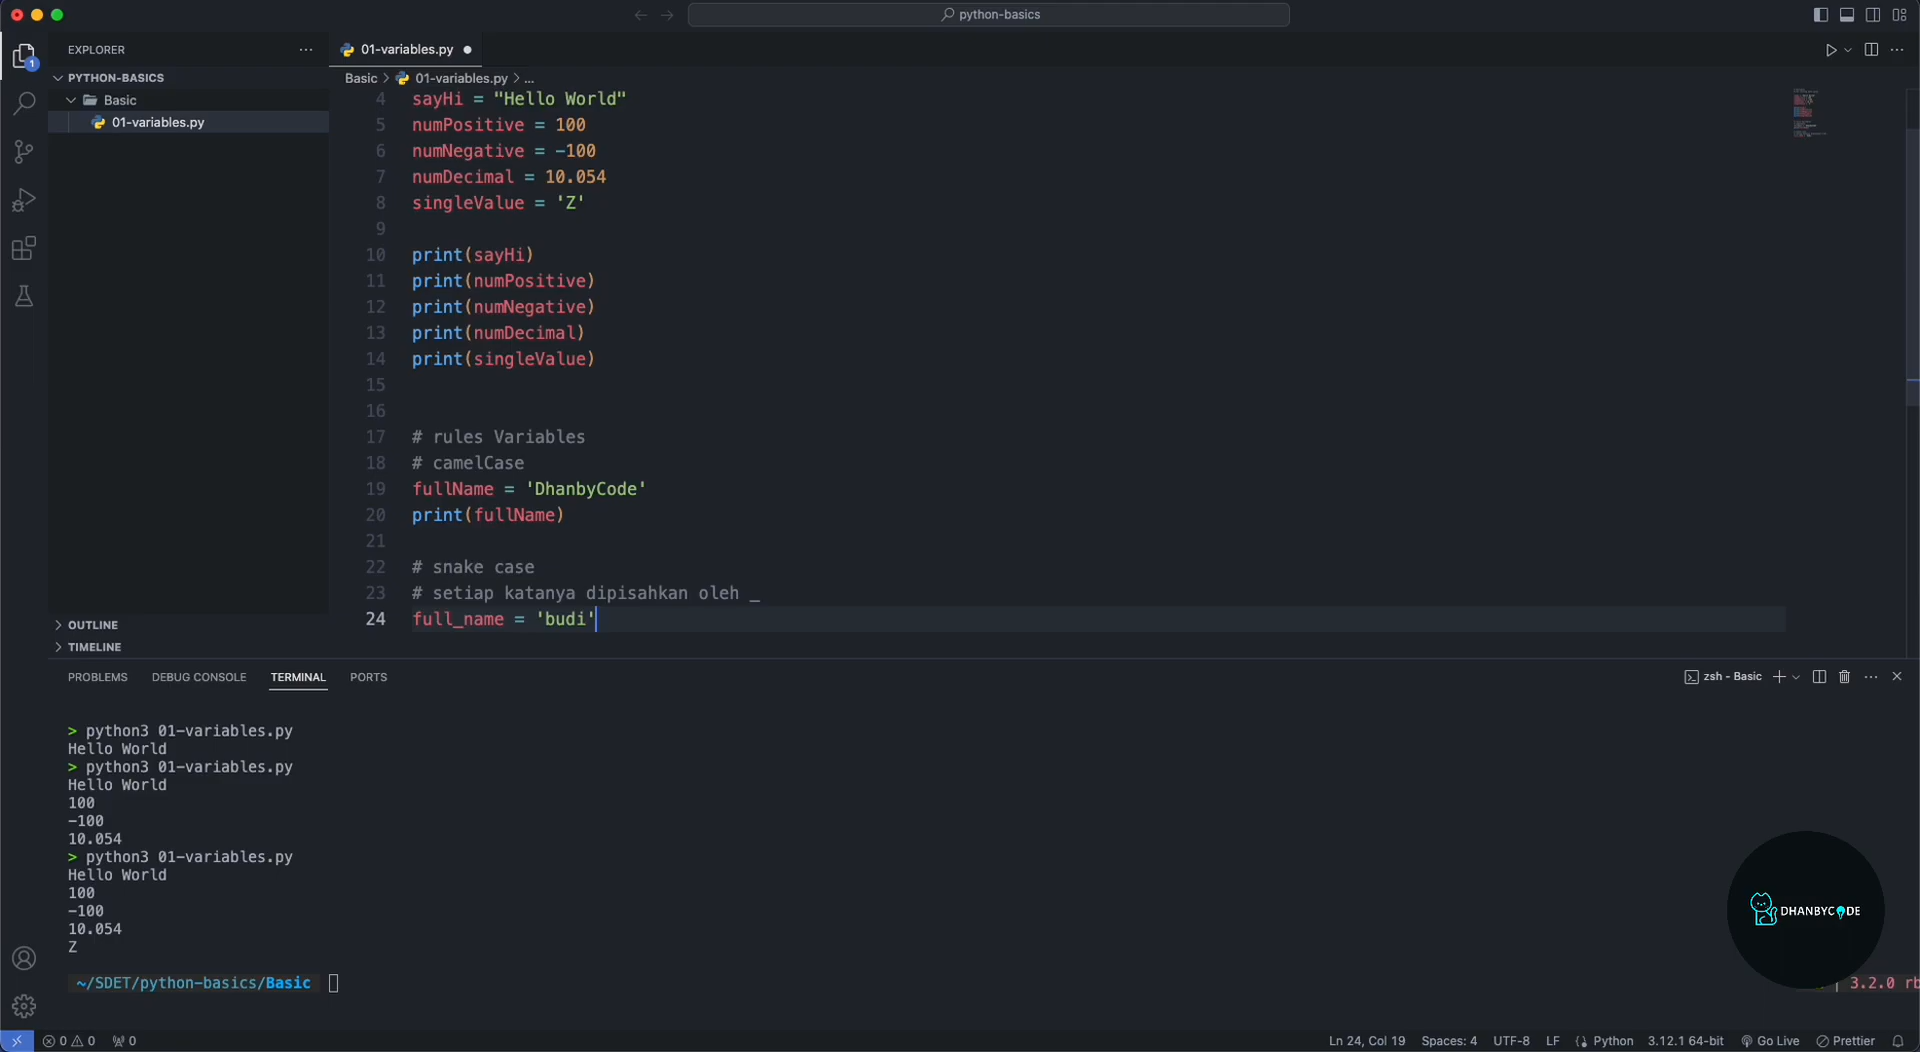 python-basics
EXPLORER
01-variables.py
PYTHON-BASICS
Basic > 01-variables.py > ...
Basic
01-variables.py
1
4 sayHi = "Hello World"
5 numPositive = 100
6 numNegative = -100
7 numDecimal = 10.054
8 singleValue = 'Z'
9
10 print(sayHi)
11 print(numPositive)
12 print(numNegative)
13 print(numDecimal)
14 print(singleValue)
15
16
17 # rules Variables
18 # camelCase
19 fullName = 'DhanbyCode'
20 print(fullName)
21
22 # snake case
23 # setiap katanya dipisahkan oleh _
24 full_name = 'budi'
OUTLINE
TIMELINE
PROBLEMS DEBUG CONSOLE TERMINAL PORTS
zsh - Basic
> python3 01-variables.py
Hello World
> python3 01-variables.py
Hello World
100
-100
10.054
> python3 01-variables.py
Hello World
100
-100
10.054
Z
~/SDET/python-basics/Basic
3.2.0 rb
DHANBYCODE
0 0 0
Ln 24, Col 19 Spaces: 4 UTF-8 LF Python 3.12.1 64-bit Go Live Prettier